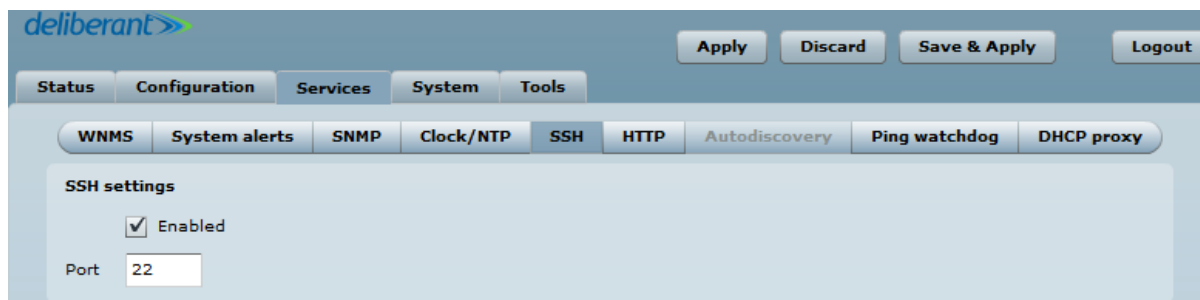 deliberant
Apply Discard Save & Apply Logout
Status Configuration Services System Tools
WNMS System alerts SNMP Clock/NTP SSH HTTP Autodiscovery Ping watchdog DHCP proxy
SSH settings
Enabled
Port 22